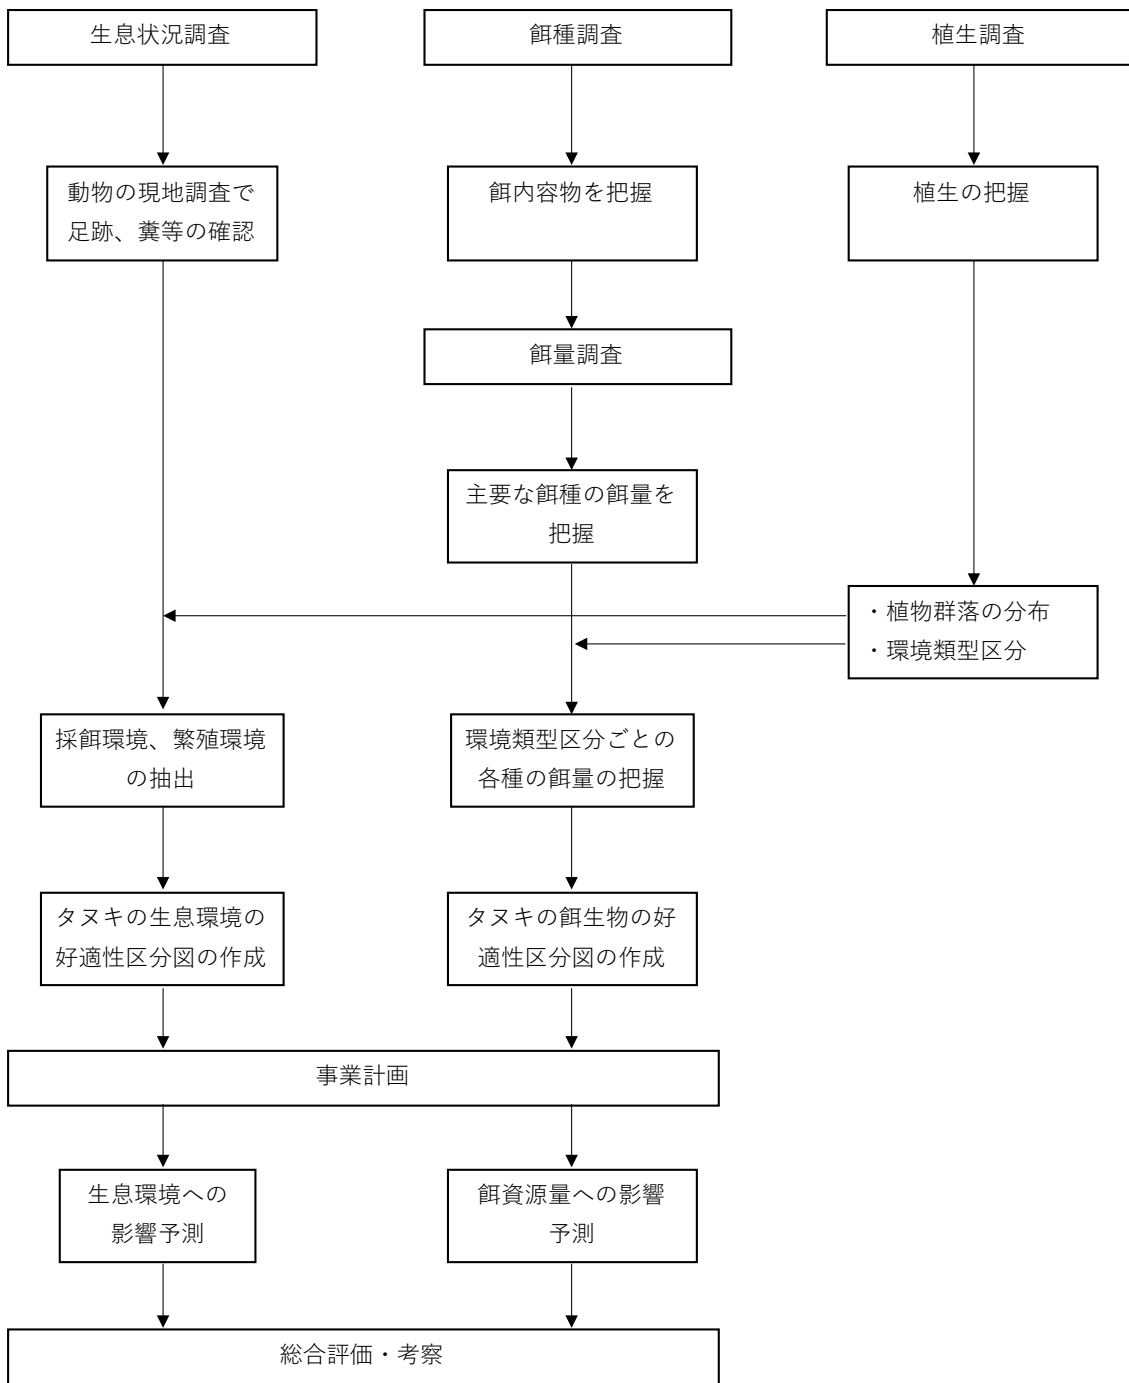 生息状況調査
餌種調査
植生調査
動物の現地調査で
足跡、糞等の確認
餌内容物を把握
植生の把握
餌量調査
主要な餌種の餌量を
把握
・植物群落の分布
・環境類型区分
採餌環境、繁殖環境
の抽出
環境類型区分ごとの
各種の餌量の把握
タヌキの生息環境の
好適性区分図の作成
タヌキの餌生物の好
適性区分図の作成
事業計画
生息環境への
影響予測
餌資源量への影響
予測
総合評価・考察